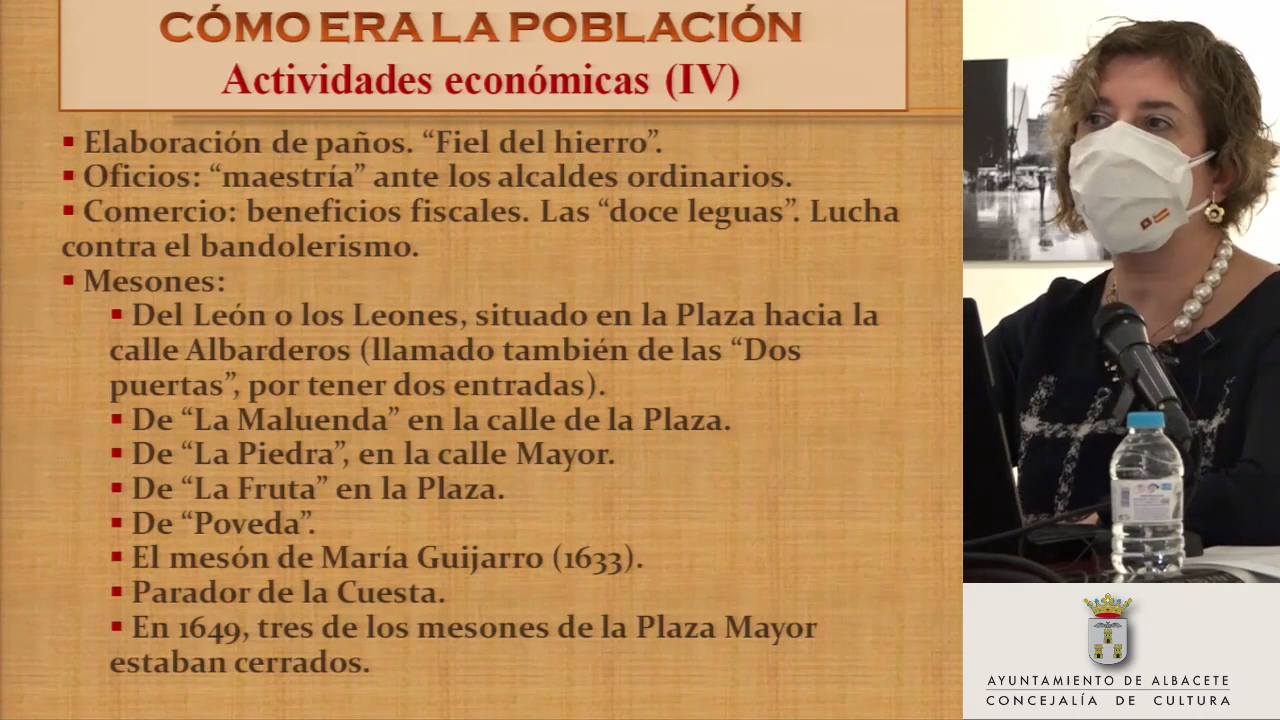 CÓMO ERA LA POBLACIÓN
Actividades económicas (IV)
▪ Elaboración de paños. “Fiel del hierro”.
▪ Oficios: “maestría” ante los alcaldes ordinarios.
▪ Comercio: beneficios fiscales. Las “doce leguas”. Lucha
contra el bandolerismo.
▪ Mesones:
▪ Del León o los Leones, situado en la Plaza hacia la
calle Albarderos (llamado también de las “Dos
puertas”, por tener dos entradas).
▪ De “La Maluenda” en la calle de la Plaza.
▪ De “La Piedra”, en la calle Mayor.
▪ De “La Fruta” en la Plaza.
▪ De “Poveda”.
▪ El mesón de María Guijarro (1633).
▪ Parador de la Cuesta.
▪ En 1649, tres de los mesones de la Plaza Mayor
estaban cerrados.
AYUNTAMIENTO DE ALBACETE
CONCEJALÍA DE CULTURA